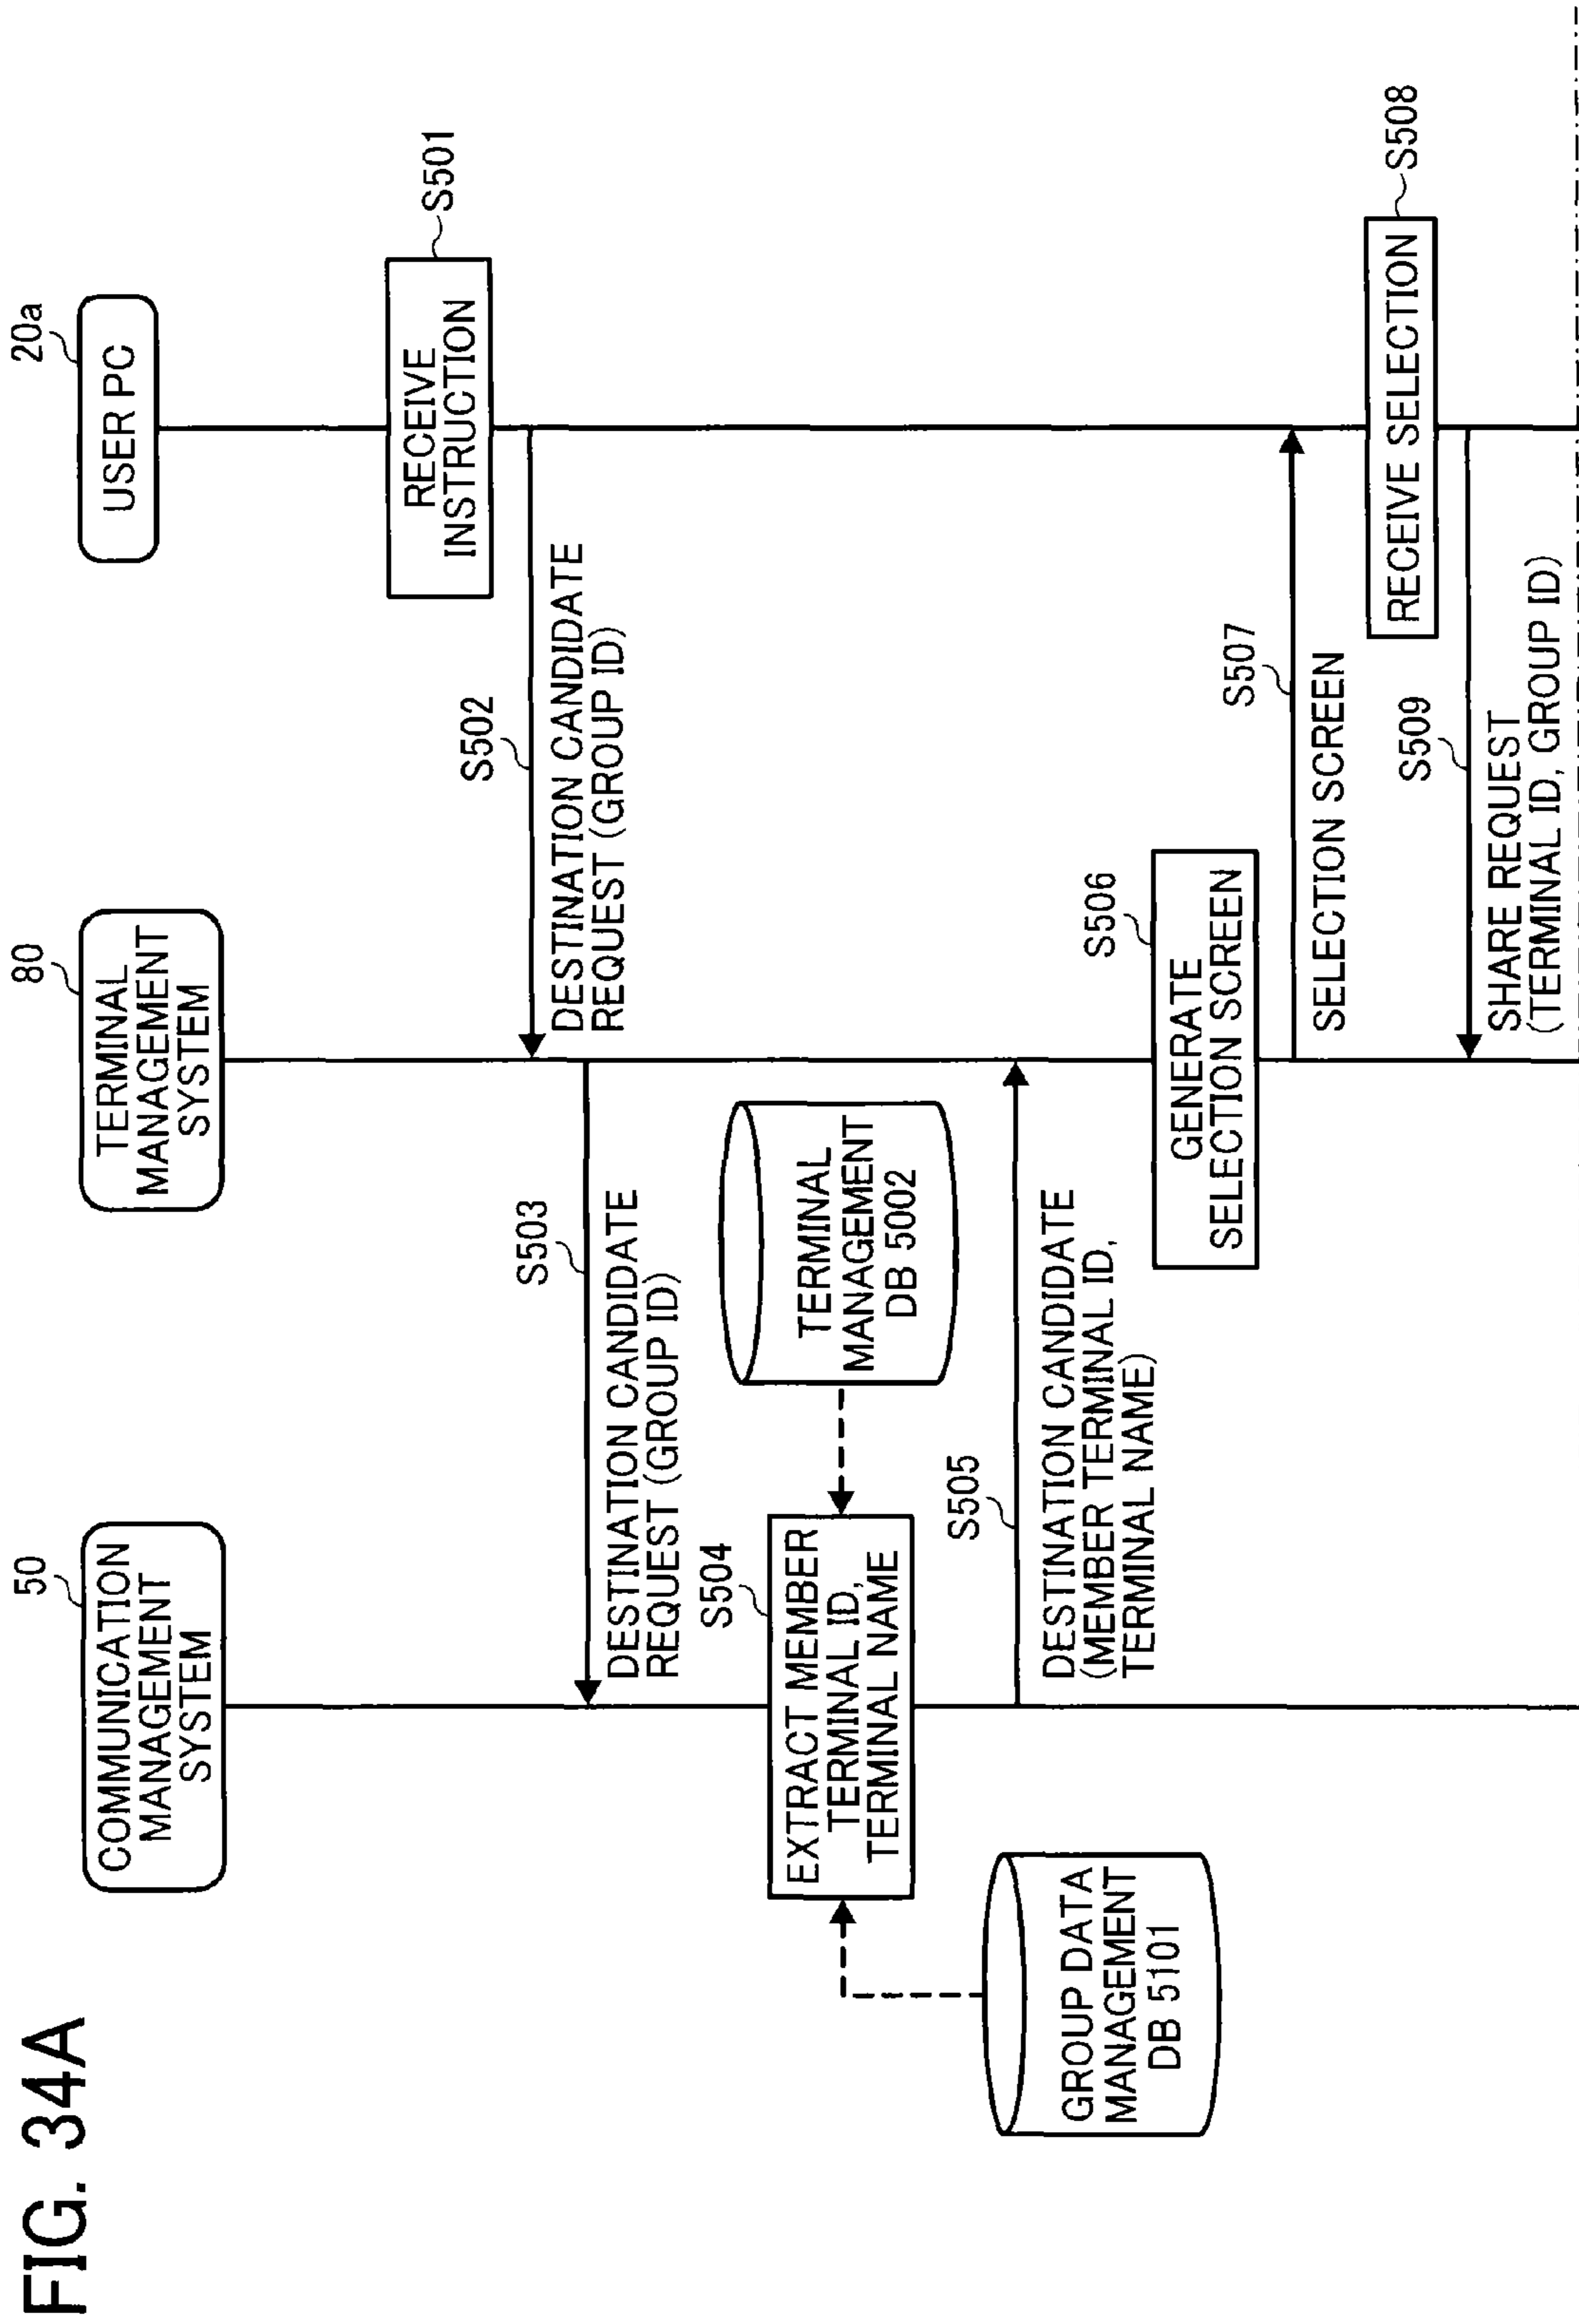 FIG. 34A
50
COMMUNICATION
MANAGEMENT
SYSTEM
80
TERMINAL
MANAGEMENT
SYSTEM
20a
USER PC
RECEIVE
INSTRUCTION
S501
S502
DESTINATION CANDIDATE
REQUEST (GROUP ID)
S503
DESTINATION CANDIDATE
REQUEST (GROUP ID)
S504
EXTRACT MEMBER
TERMINAL ID,
TERMINAL NAME
TERMINAL
MANAGEMENT
DB 5002
GROUP DATA
MANAGEMENT
DB 5101
S505
DESTINATION CANDIDATE
(MEMBER TERMINAL ID,
TERMINAL NAME)
S506
GENERATE
SELECTION SCREEN
S507
SELECTION SCREEN
RECEIVE SELECTION
S508
S509
SHARE REQUEST
(TERMINAL ID, GROUP ID)